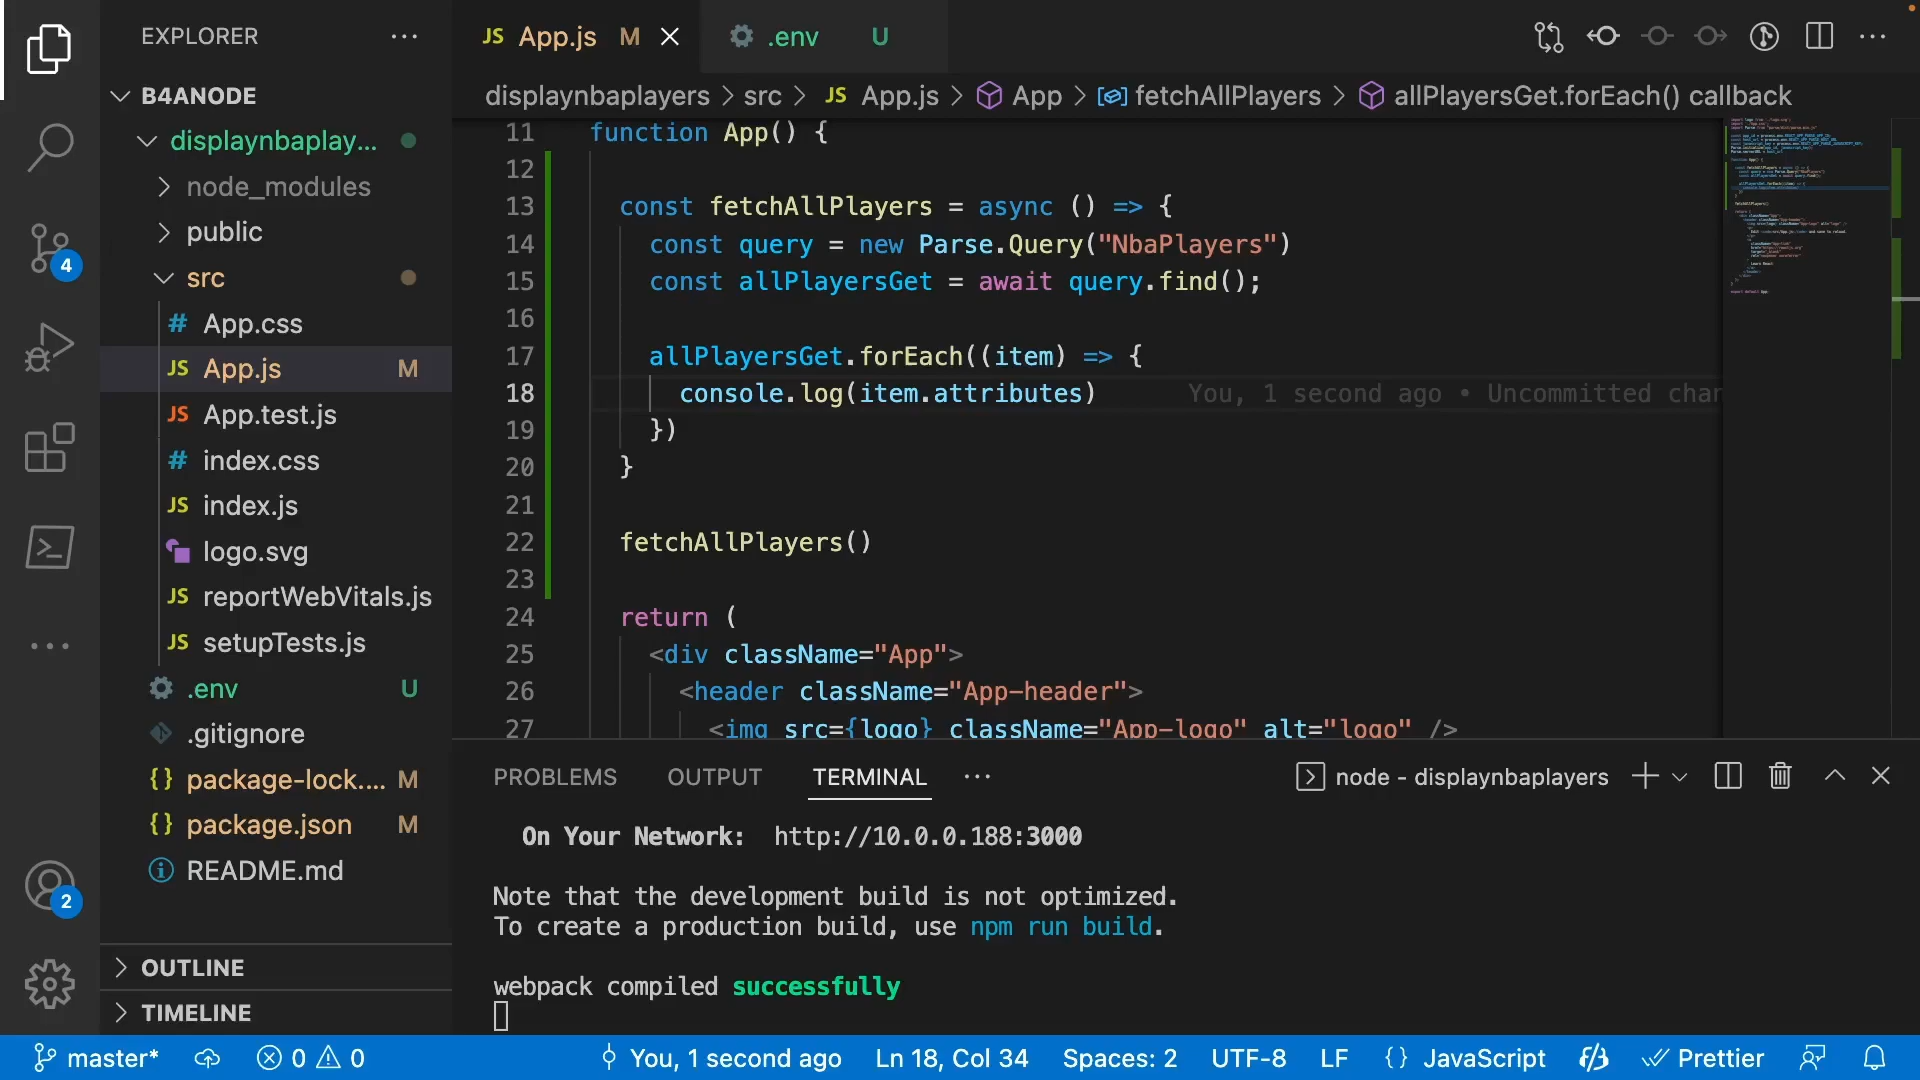 EXPLORER
B4ANODE
displaynbaplay...
node_modules
public
src
App.css
App.js M
App.test.js
index.css
index.js
logo.svg
reportWebVitals.js
setupTests.js
.env U
.gitignore
package-lock.... M
package.json M
README.md
OUTLINE
TIMELINE
4
2
JS App.js M
.env U
displaynbaplayers > src > JS App.js > App > fetchAllPlayers > allPlayersGet.forEach() callback
11 function App() {
12
13 const fetchAllPlayers = async () => {
14 const query = new Parse.Query("NbaPlayers")
15 const allPlayersGet = await query.find();
16
17 allPlayersGet.forEach((item) => {
18 console.log(item.attributes) You, 1 second ago • Uncommitted char
19 })
20 }
21
22 fetchAllPlayers()
23
24 return (
25 <div className="App">
26 <header className="App-header">
27 <img src={logo} className="App-logo" alt="logo" />
PROBLEMS OUTPUT TERMINAL
node - displaynbaplayers
On Your Network: http://10.0.0.188:3000
Note that the development build is not optimized.
To create a production build, use npm run build.
webpack compiled successfully
master* 0 0 You, 1 second ago Ln 18, Col 34 Spaces: 2 UTF-8 LF {} JavaScript Prettier